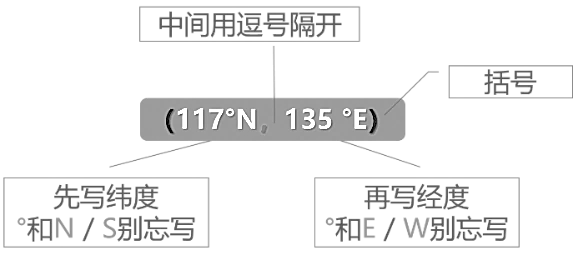 中间用逗号隔开
括号
(117°N，135 °E)
先写纬度
°和N / S别忘写
再写经度
°和E / W别忘写